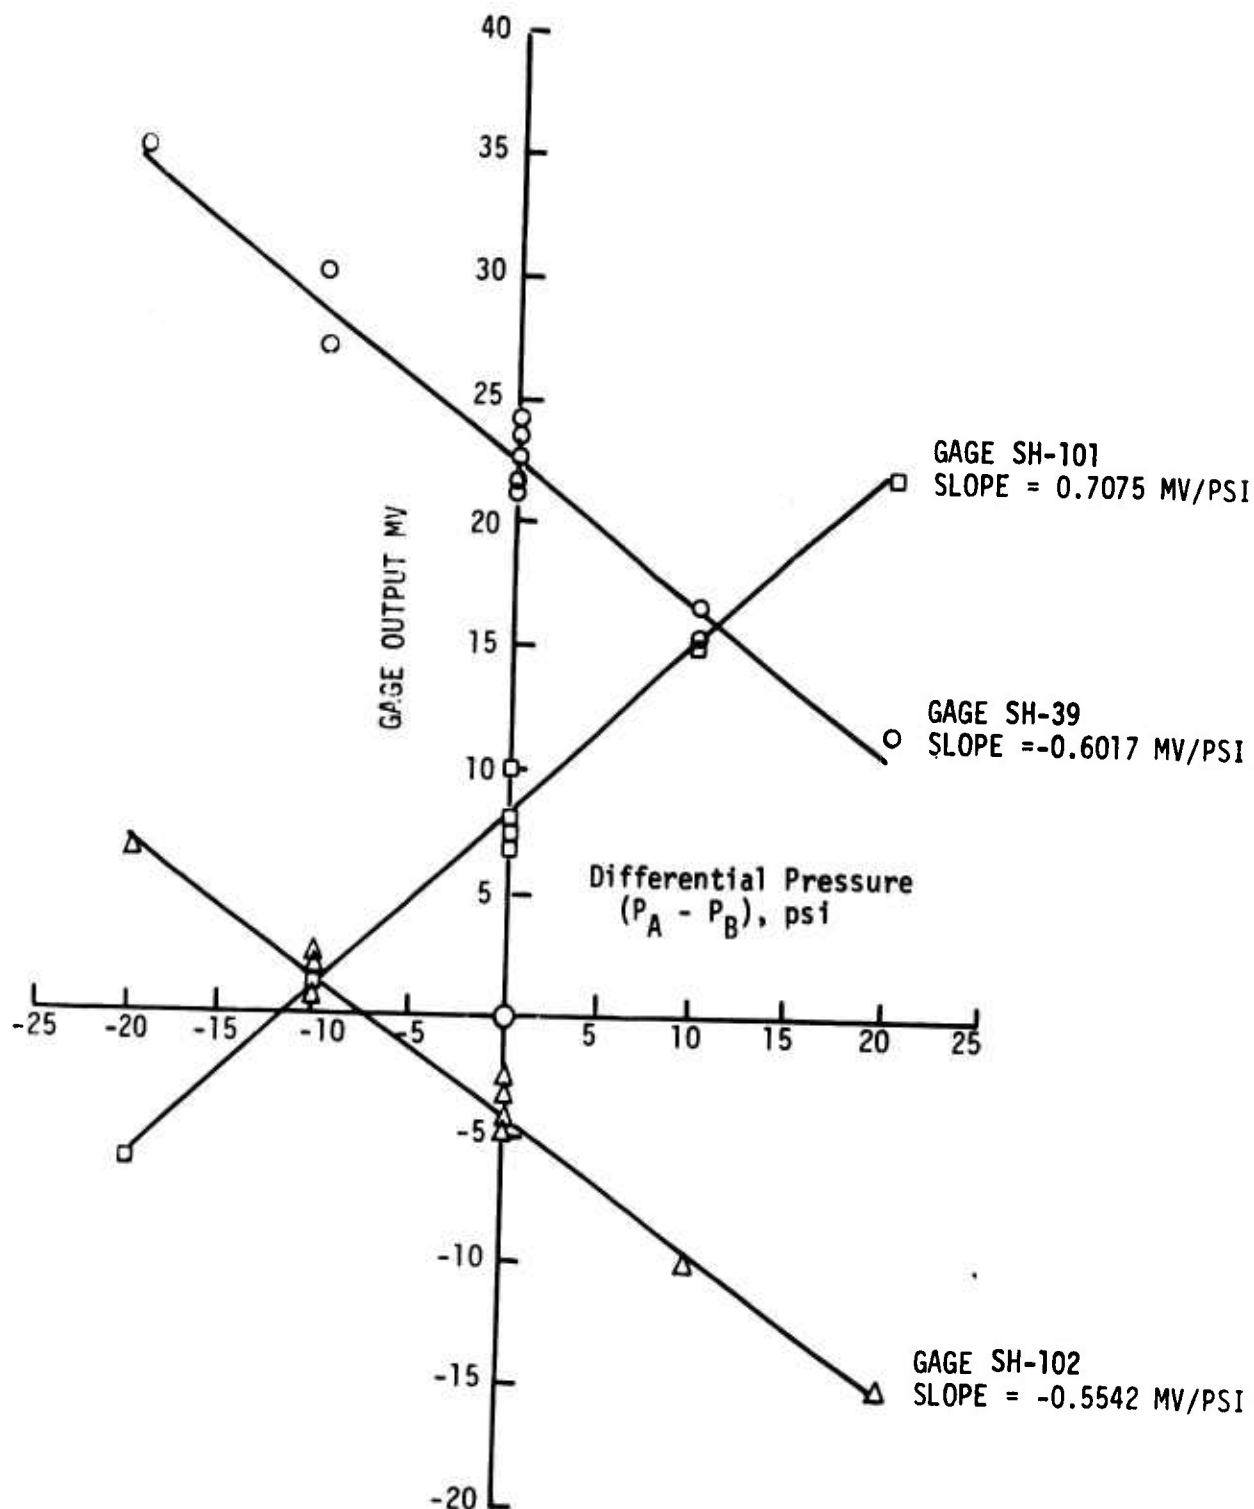 40
35
30
25
20
15
10
5
-5
-10
-15
-20
GAGE OUTPUT MV
GAGE SH-101
SLOPE = 0.7075 MV/PSI
GAGE SH-39
SLOPE =-0.6017 MV/PSI
Differential Pressure
(PA - PB), psi
-25 -20 -15 -10 -5 5 10 15 20 25
GAGE SH-102
SLOPE = -0.5542 MV/PSI